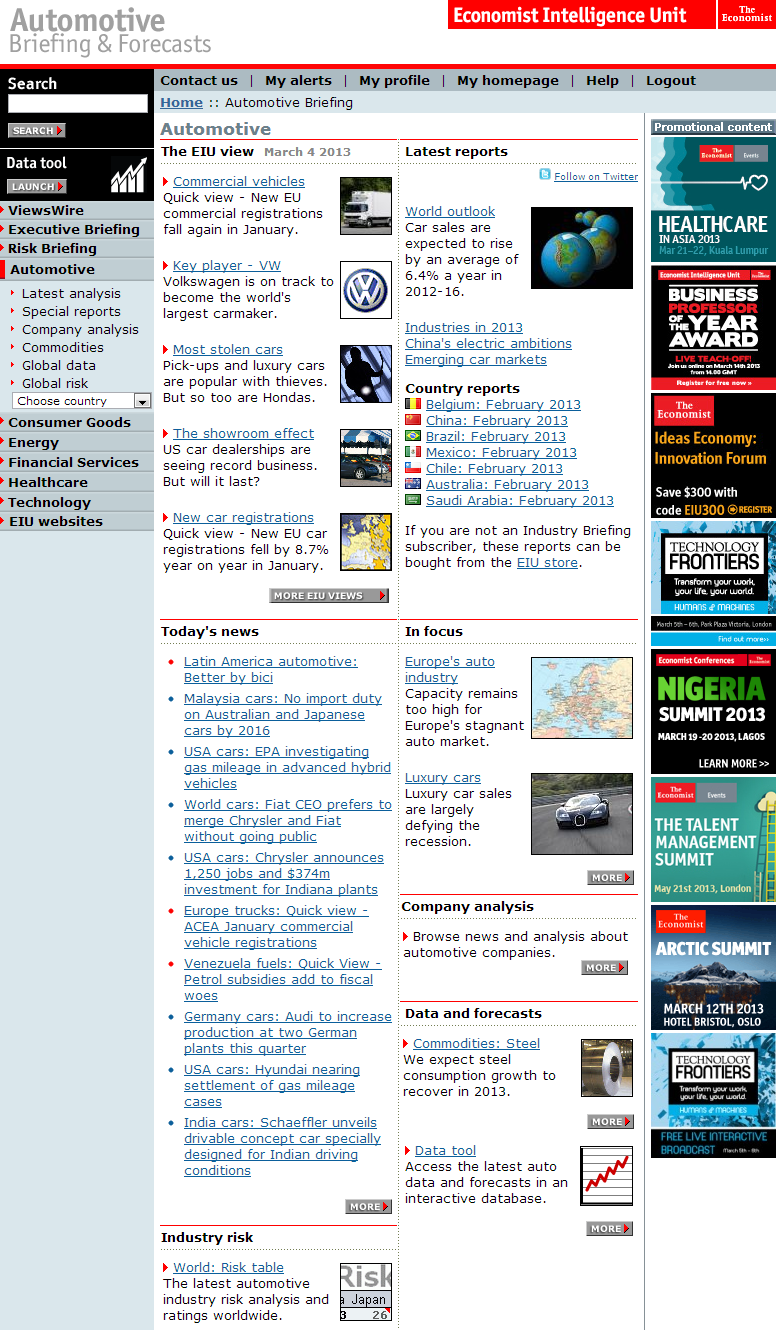 Automotive
Briefing & Forecasts
Economist Intelligence Unit
The
Economist
Search
SEARCH
Data tool
LAUNCH
ViewsWire
Executive Briefing
Risk Briefing
Automotive
Latest analysis
Special reports
Company analysis
Commodities
Global data
Global risk
Choose country
Consumer Goods
Energy
Financial Services
Healthcare
Technology
EIU websites
Contact us | My alerts | My profile | My homepage | Help | Logout
Home :: Automotive Briefing
Automotive
The EIU view March 4 2013
Commercial vehicles
Quick view - New EU
commercial registrations
fall again in January.
Key player - VW
Volkswagen is on track to
become the world's
largest carmaker.
Most stolen cars
Pick-ups and luxury cars
are popular with thieves.
But so too are Hondas.
The showroom effect
US car dealerships are
seeing record business.
But will it last?
New car registrations
Quick view - New EU car
registrations fell by 8.7%
year on year in January.
MORE EIU VIEWS
Latest reports
Follow on Twitter
World outlook
Car sales are
expected to rise
by an average of
6.4% a year in
2012-16.
Industries in 2013
China's electric ambitions
Emerging car markets
Country reports
Belgium: February 2013
China: February 2013
Brazil: February 2013
Mexico: February 2013
Chile: February 2013
Australia: February 2013
Saudi Arabia: February 2013
If you are not an Industry Briefing
subscriber, these reports can be
bought from the EIU store.
Today's news
Latin America automotive:
Better by bici
Malaysia cars: No import duty
on Australian and Japanese
cars by 2016
USA cars: EPA investigating
gas mileage in advanced hybrid
vehicles
World cars: Fiat CEO prefers to
merge Chrysler and Fiat
without going public
USA cars: Chrysler announces
1,250 jobs and $374m
investment for Indiana plants
Europe trucks: Quick view -
ACEA January commercial
vehicle registrations
Venezuela fuels: Quick View -
Petrol subsidies add to fiscal
woes
Germany cars: Audi to increase
production at two German
plants this quarter
USA cars: Hyundai nearing
settlement of gas mileage
cases
India cars: Schaeffler unveils
drivable concept car specially
designed for Indian driving
conditions
MORE
Industry risk
World: Risk table
The latest automotive
industry risk analysis and
ratings worldwide.
Risk
a Japan
3 26
In focus
Europe's auto
industry
Capacity remains
too high for
Europe's stagnant
auto market.
Luxury cars
Luxury car sales
are largely
defying the
recession.
MORE
Company analysis
Browse news and analysis about
automotive companies.
MORE
Data and forecasts
Commodities: Steel
We expect steel
consumption growth to
recover in 2013.
MORE
Data tool
Access the latest auto
data and forecasts in an
interactive database.
MORE
Promotional content
The
Economist
Events
HEALTHCARE
IN ASIA 2013
Mar 21–22, Kuala Lumpur
Economist Intelligence Unit
The
Economist
BUSINESS
PROFESSOR
OF THE YEAR
AWARD
LIVE TEACH-OFF!
Join us online on March 14th 2013
from 14.00 GMT
Register for free now »
The
Economist
Ideas Economy:
Innovation Forum
Save $300 with
code EIU300 REGISTER
TECHNOLOGY
FRONTIERS
Transform your work,
your life, your world.
HUMANS & MACHINES
March 5th – 6th, Park Plaza Victoria, London
Find out more>>
Economist Conferences
The
Economist
NIGERIA
SUMMIT 2013
MARCH 19-20 2013, LAGOS
LEARN MORE >>
The
Economist
Events
THE TALENT
MANAGEMENT
SUMMIT
May 21st 2013, London
The
Economist
ARCTIC SUMMIT
MARCH 12TH 2013
HOTEL BRISTOL, OSLO
TECHNOLOGY
FRONTIERS
Transform your work,
your life, your world.
HUMANS & MACHINES
FREE LIVE INTERACTIVE
BROADCAST March 5th – 6th